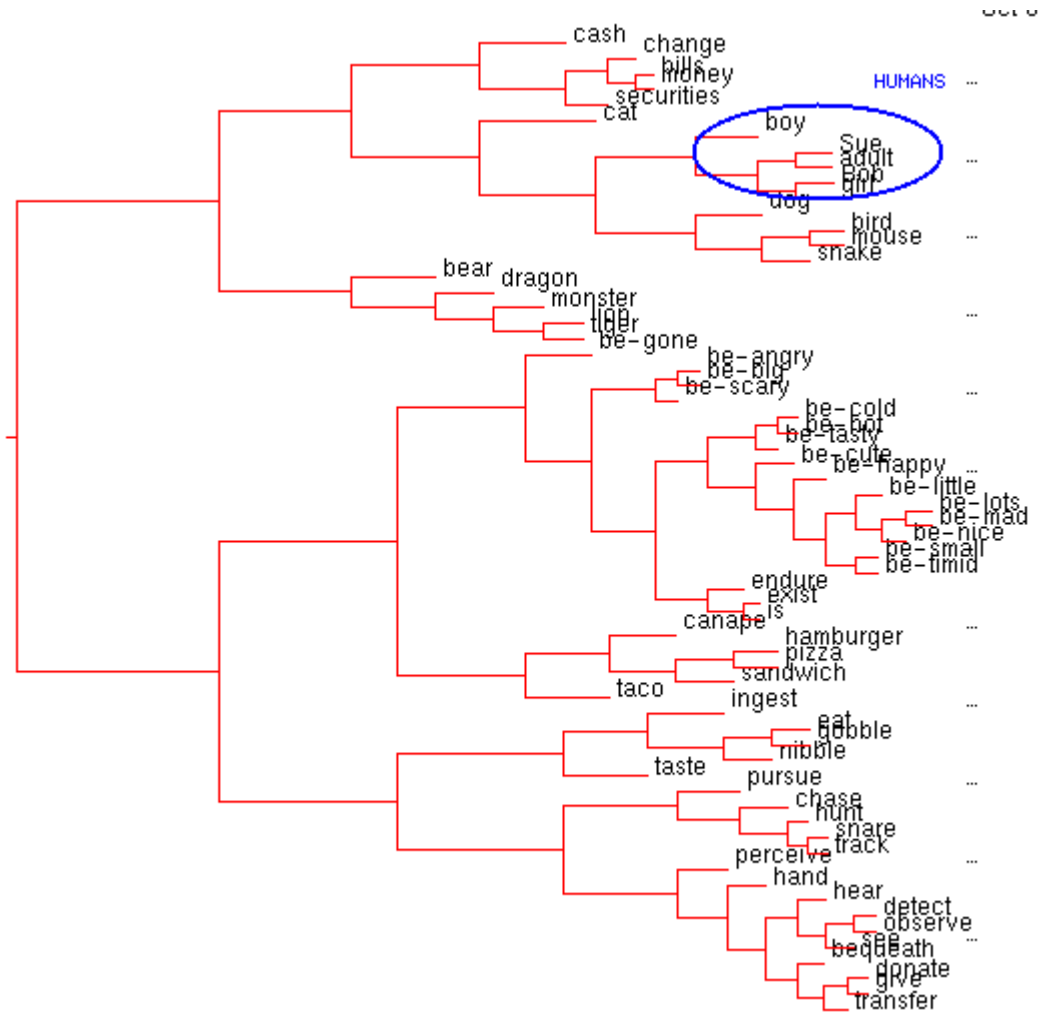 cash
change
bills
money
securities
HUMANS
...
cat
boy
Sue
adult
...
Bob
girl
dog
bird
mouse
...
snake
bear
dragon
monster
lion
...
tiger
be-gone
be-angry
be-big
be-scary
...
be-cold
be-hot
be-tasty
be-cute
be-happy
...
be-little
be-lots
be-mad
be-nice
be-small
be-timid
endure
exist
is
canape
...
hamburger
pizza
sandwich
taco
ingest
...
eat
gobble
nibble
taste
pursue
...
chase
hunt
snare
track
perceive
...
hand
hear
detect
observe
see
...
bequeath
donate
give
transfer